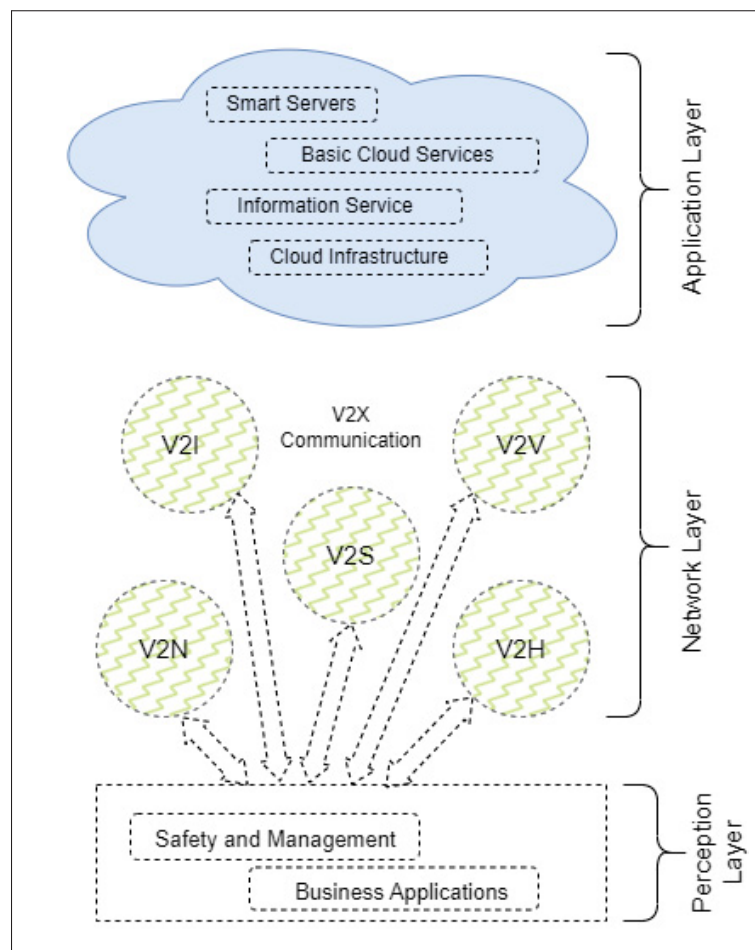 Smart Servers
Basic Cloud Services
Information Service
Cloud Infrastructure
Application Layer
V2I
V2X
Communication
V2V
V2S
V2N
V2H
Network Layer
Safety and Management
Business Applications
Perception
Layer